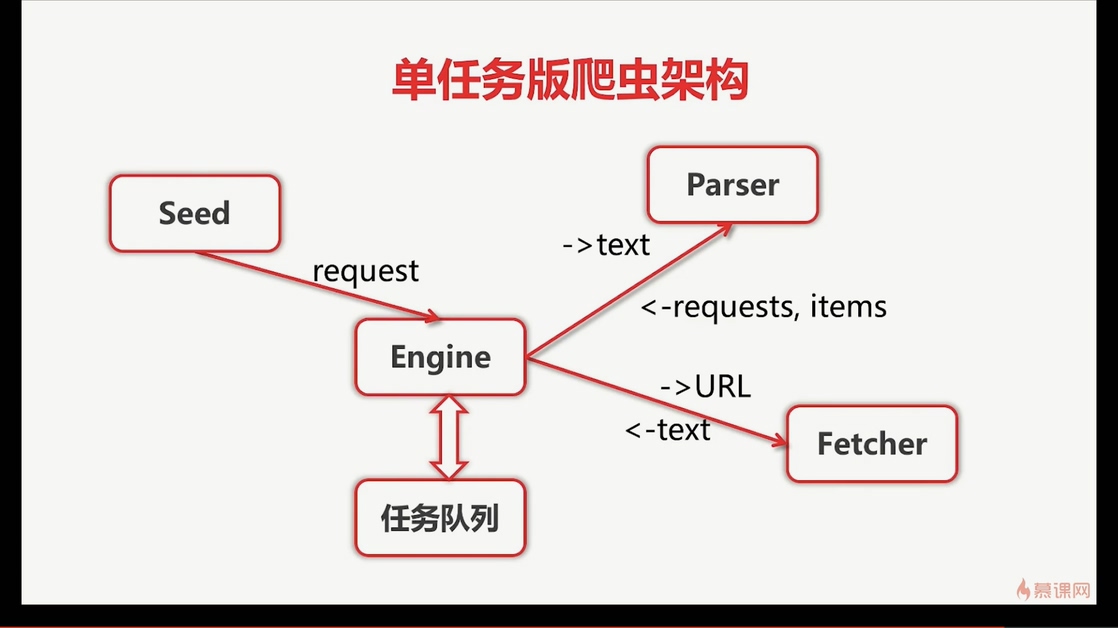 单任务版爬虫架构
Seed
request
Parser
->text
<-requests, items
Engine
->URL
<-text
Fetcher
任务队列
慕课网